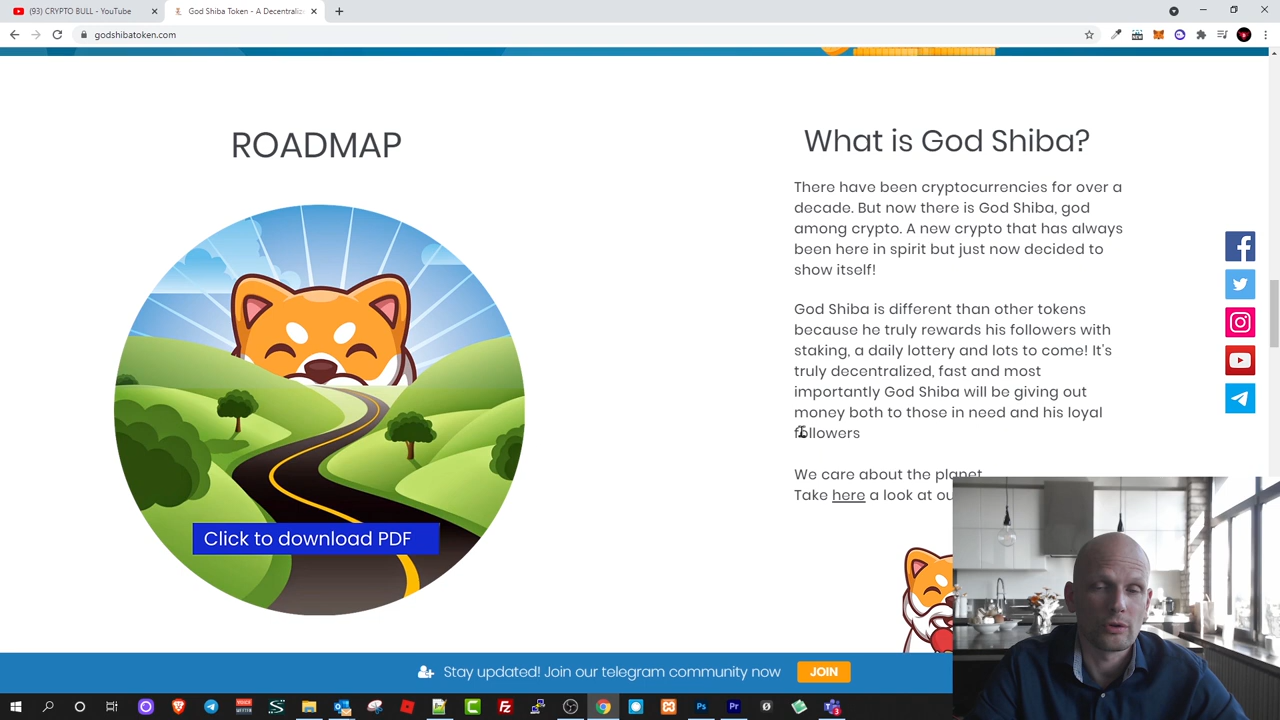 (93) CRYPTO BULL - YouTube
God Shiba Token - A Decentraliz
godshibatoken.com
ROADMAP
Click to download PDF
What is God Shiba?
There have been cryptocurrencies for over a
decade. But now there is God Shiba, god
among crypto. A new crypto that has always
been here in spirit but just now decided to
show itself!
God Shiba is different than other tokens
because he truly rewards his followers with
staking, a daily lottery and lots to come! It's
truly decentralized, fast and most
importantly God Shiba will be giving out
money both to those in need and his loyal
followers
We care about the planet
Take here a look at ou
Stay updated! Join our telegram community now
JOIN